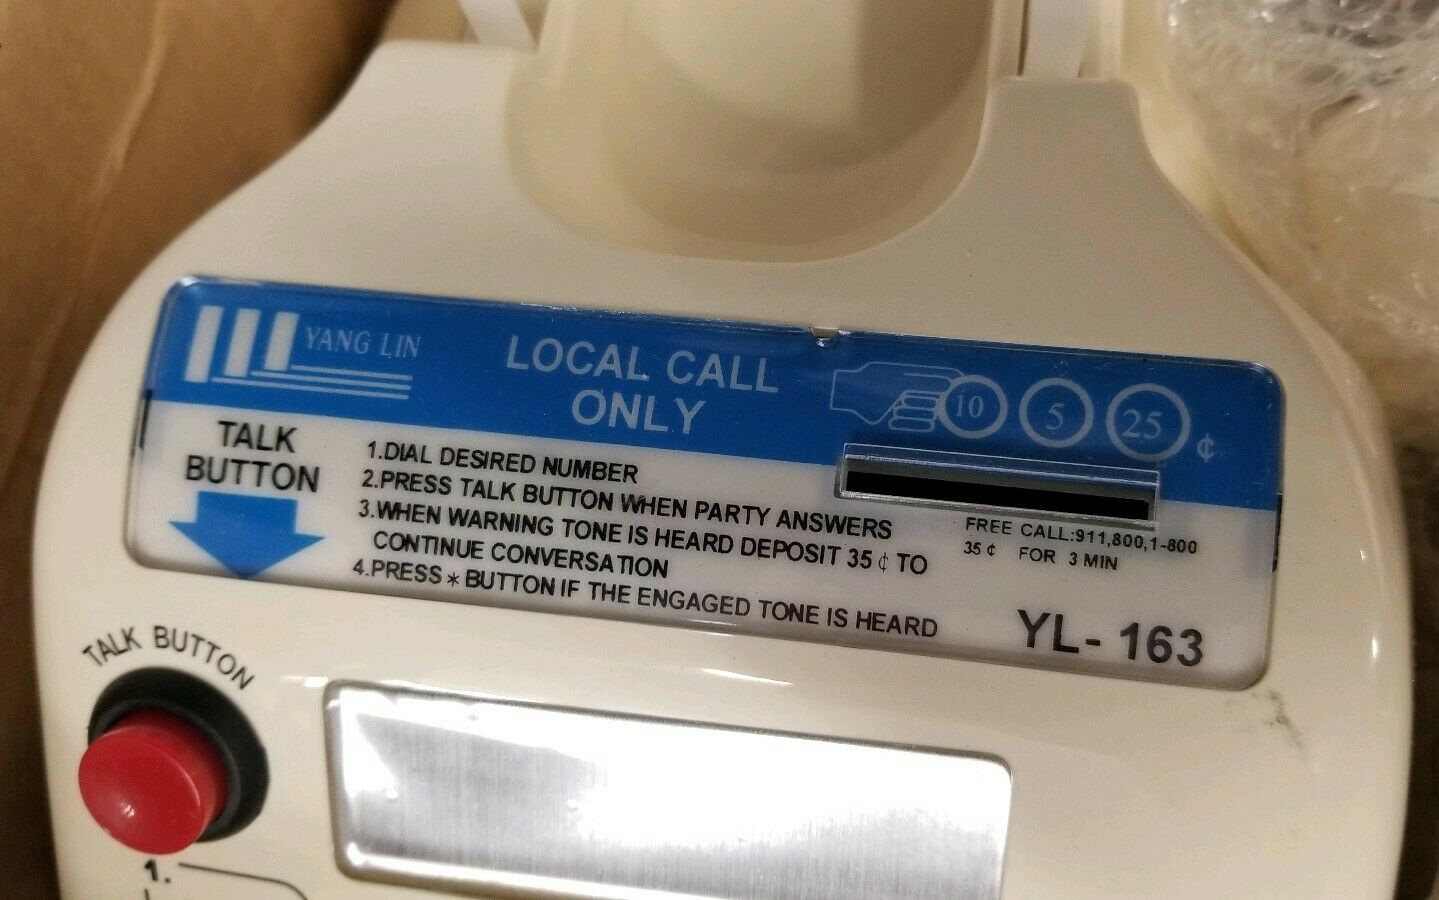 YANG LIN
LOCAL CALL
ONLY
10 5 25 ¢
TALK
BUTTON
1.DIAL DESIRED NUMBER
2.PRESS TALK BUTTON WHEN PARTY ANSWERS
3.WHEN WARNING TONE IS HEARD DEPOSIT 35 ¢ TO
CONTINUE CONVERSATION
4.PRESS * BUTTON IF THE ENGAGED TONE IS HEARD
FREE CALL:911,800,1-800
35 ¢ FOR 3 MIN
YL- 163
TALK BUTTON
1.